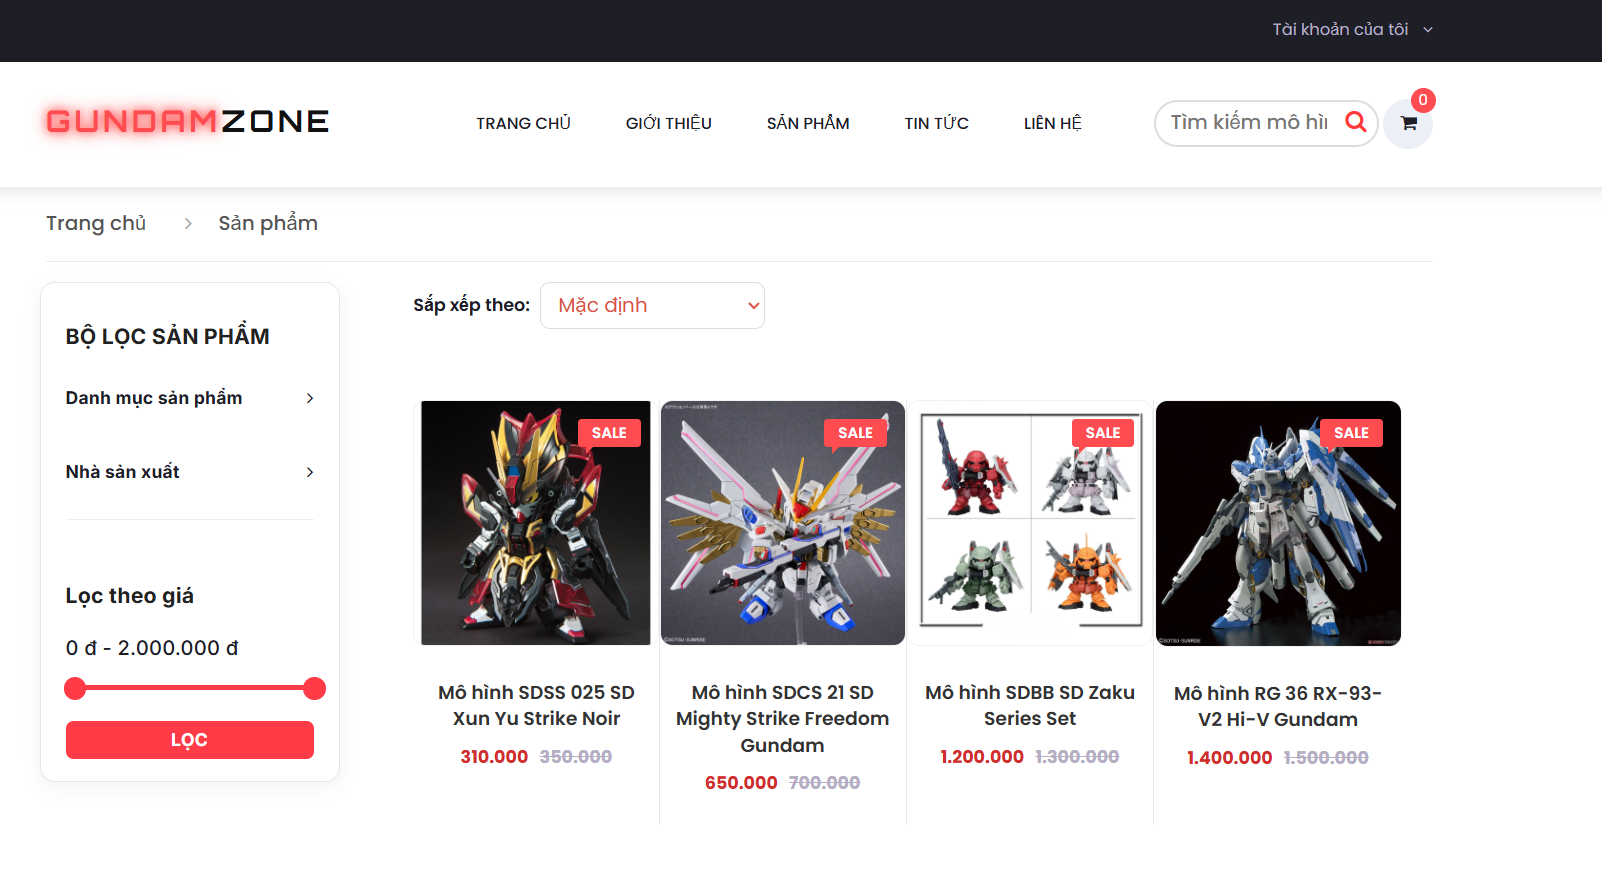 Tài khoản của tôi
GUNDAMZONE
TRANG CHỦ
GIỚI THIỆU
SẢN PHẨM
TIN TỨC
LIÊN HỆ
Tìm kiếm mô hì
0
Trang chủ
Sản phẩm
BỘ LỌC SẢN PHẨM
Danh mục sản phẩm
Nhà sản xuất
Lọc theo giá
0 đ - 2.000.000 đ
LỌC
Sắp xếp theo:
Mặc định
SALE
SALE
©SOTSU·SUNRISE
SALE
SALE
©SOTSU·SUNRISE
Mô hình SDSS 025 SD
Xun Yu Strike Noir
310.000 350.000
Mô hình SDCS 21 SD
Mighty Strike Freedom
Gundam
650.000 700.000
Mô hình SDBB SD Zaku
Series Set
1.200.000 1.300.000
Mô hình RG 36 RX-93-
V2 Hi-V Gundam
1.400.000 1.500.000